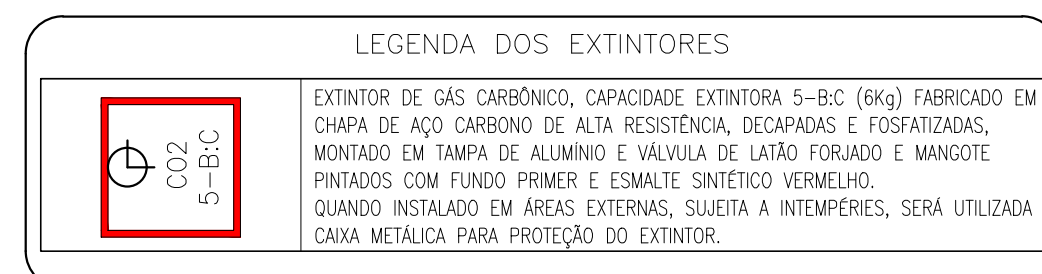 LEGENDA DOS EXTINTORES
CO2
5-B:C
EXTINTOR DE GÁS CARBÔNICO, CAPACIDADE EXTINTORA 5-B:C (6Kg) FABRICADO EM
CHAPA DE AÇO CARBONO DE ALTA RESISTÊNCIA, DECAPADAS E FOSFATIZADAS,
MONTADO EM TAMPA DE ALUMÍNIO E VÁLVULA DE LATÃO FORJADO E MANGOTE
PINTADOS COM FUNDO PRIMER E ESMALTE SINTÉTICO VERMELHO.
QUANDO INSTALADO EM ÁREAS EXTERNAS, SUJEITA A INTEMPÉRIES, SERÁ UTILIZADA
CAIXA METÁLICA PARA PROTEÇÃO DO EXTINTOR.